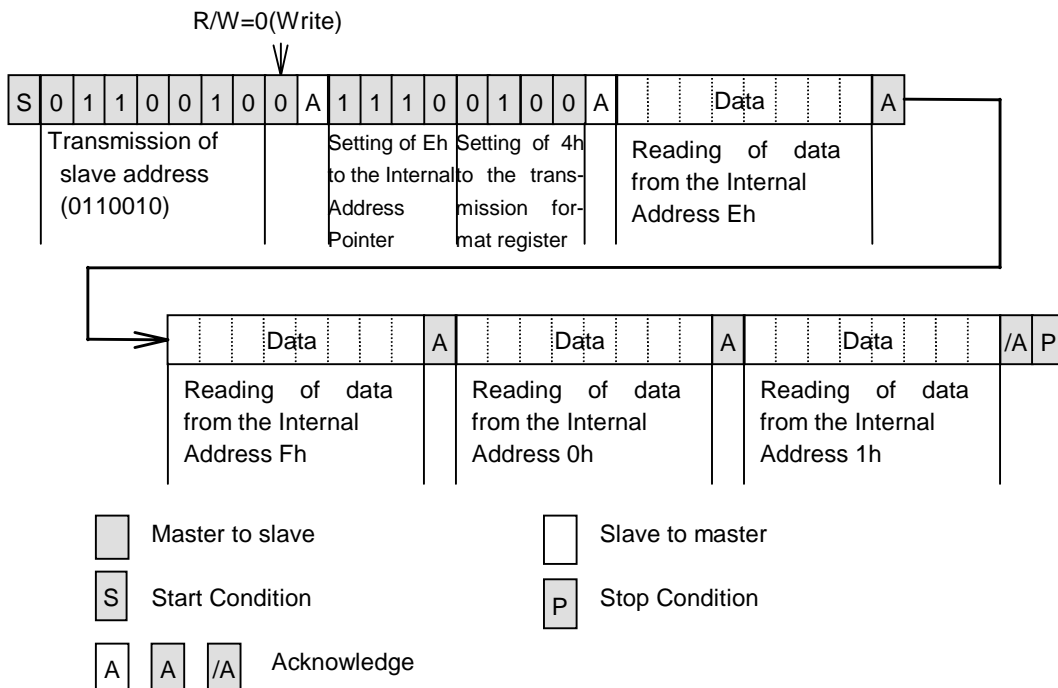 R/W=0(Write)
S 0 1 1 0 0 1 0 0 A 1 1 1 0 0 1 0 0 A Data A
Transmission of
slave address
(0110010)
Setting of Eh
to the Internal
Address
Pointer
Setting of 4h
to the trans-
mission for-
mat register
Reading of data
from the Internal
Address Eh
Data A Data A Data /A P
Reading of data
from the Internal
Address Fh
Reading of data
from the Internal
Address 0h
Reading of data
from the Internal
Address 1h
Master to slave
Slave to master
S Start Condition
P Stop Condition
A A /A Acknowledge